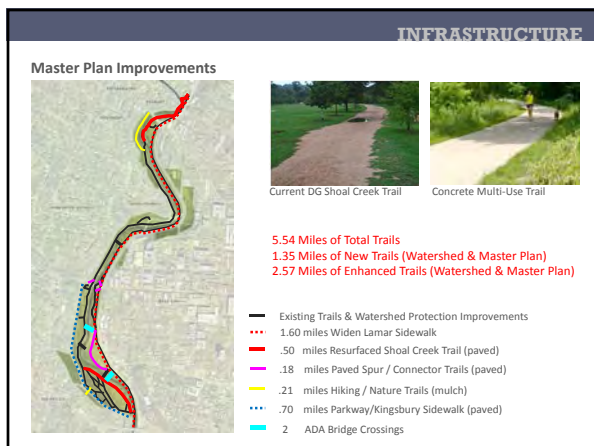 INFRASTRUCTURE
Master Plan Improvements
Current DG Shoal Creek Trail
Concrete Multi-Use Trail
5.54 Miles of Total Trails
1.35 Miles of New Trails (Watershed & Master Plan)
2.57 Miles of Enhanced Trails (Watershed & Master Plan)
Existing Trails & Watershed Protection Improvements
1.60 miles Widen Lamar Sidewalk
.50 miles Resurfaced Shoal Creek Trail (paved)
.18 miles Paved Spur / Connector Trails (paved)
.21 miles Hiking / Nature Trails (mulch)
.70 miles Parkway/Kingsbury Sidewalk (paved)
2 ADA Bridge Crossings